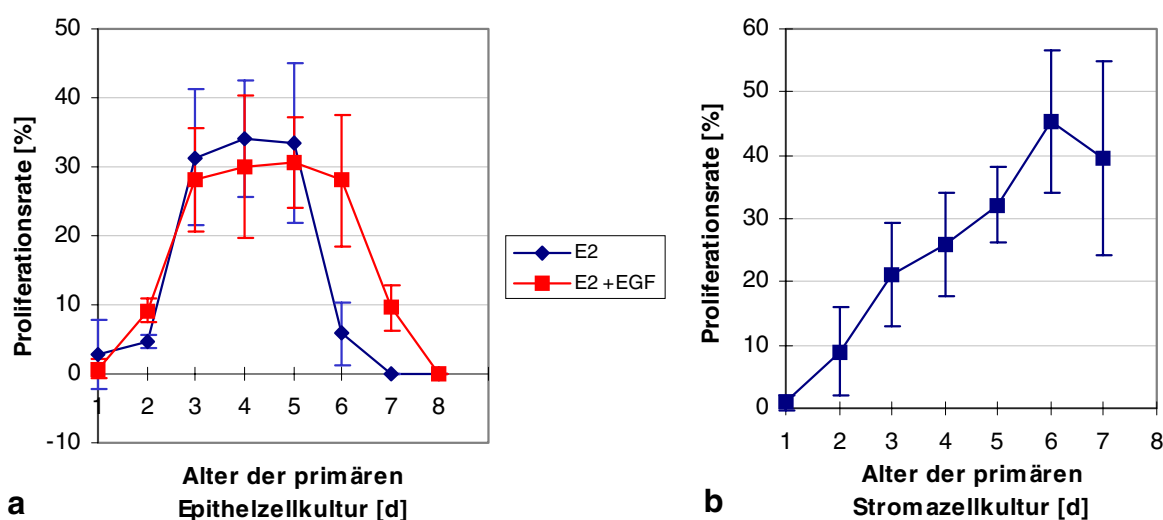 50
40
30
20
10
0
-10
Proliferationsrate [%]
1 2 3 4 5 6 7 8
Alter der primären
Epithelzellkultur [d]
a
E2
E2 +EGF
60
50
40
30
20
10
0
Proliferationsrate [%]
1 2 3 4 5 6 7 8
Alter der primären
Stromazellkultur [d]
b